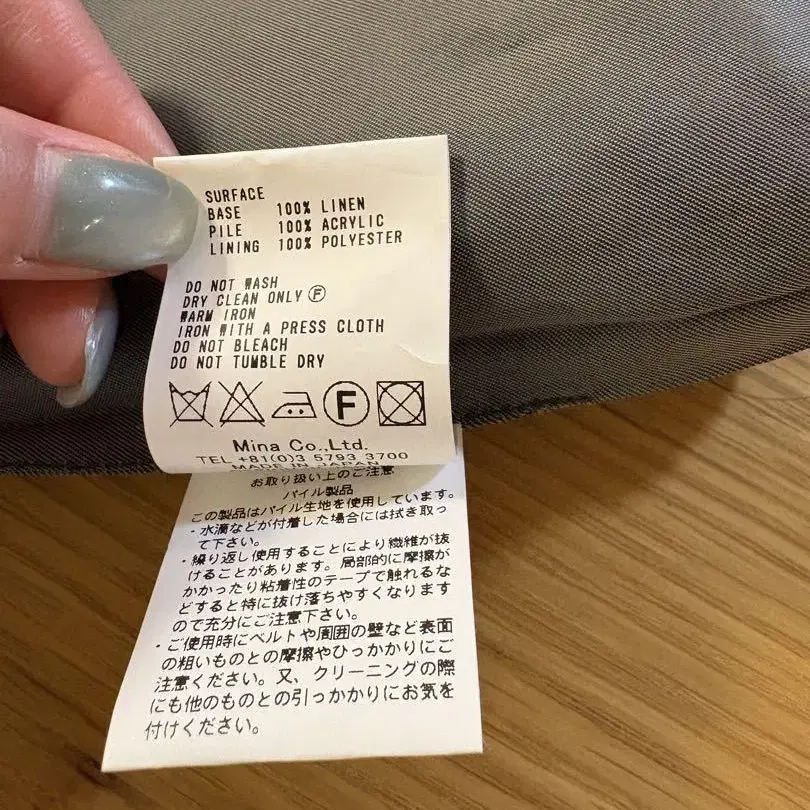 SURFACE
BASE 100% LINEN
PILE 100% ACRYLIC
LINING 100% POLYESTER
DO NOT WASH
DRY CLEAN ONLY Ⓕ
WARM IRON
IRON WITH A PRESS CLOTH
DO NOT BLEACH
DO NOT TUMBLE DRY
F
Mina Co.,Ltd.
TEL +81(0)3 5793 3700
MADE IN JAPAN
お取り扱い上のご注意
パイル製品
この製品はパイル生地を使用しています。
・水滴などが付着した場合には拭き取っ
て下さい。
・繰り返し使用することにより繊維が抜
けることがあります。局部的に摩擦が
かかったり粘着性のテープで触れるな
どすると特に抜け落ちやすくなります
ので充分にご注意下さい。
・ご使用時にベルトや周囲の壁など表面
の粗いものとの摩擦やひっかかりにご
注意ください。又、クリーニングの際
にも他のものとの引っかかりにお気を
付けください。